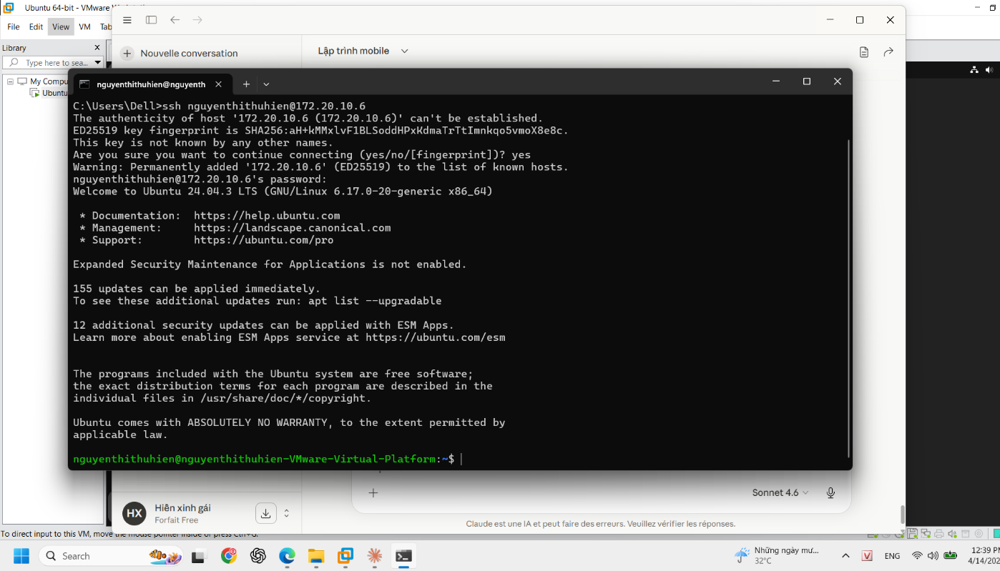 Ubuntu 64-bit - VMware
File Edit View VM Tab
Library
Type here to sea...
My Compu
Ubuntu
Nouvelle conversation
Lập trình mobile
nguyenthithuhien@nguyenth
C:\Users\Dell>ssh nguyenthithuhien@172.20.10.6
The authenticity of host '172.20.10.6 (172.20.10.6)' can't be established.
ED25519 key fingerprint is SHA256:aH+kMMxlvF1BLSoddHPxKdmaTrTtImnkqo5vmoX8e8c.
This key is not known by any other names.
Are you sure you want to continue connecting (yes/no/[fingerprint])? yes
Warning: Permanently added '172.20.10.6' (ED25519) to the list of known hosts.
nguyenthithuhien@172.20.10.6's password:
Welcome to Ubuntu 24.04.3 LTS (GNU/Linux 6.17.0-20-generic x86_64)
* Documentation: https://help.ubuntu.com
* Management: https://landscape.canonical.com
* Support: https://ubuntu.com/pro
Expanded Security Maintenance for Applications is not enabled.
155 updates can be applied immediately.
To see these additional updates run: apt list --upgradable
12 additional security updates can be applied with ESM Apps.
Learn more about enabling ESM Apps service at https://ubuntu.com/esm
The programs included with the Ubuntu system are free software;
the exact distribution terms for each program are described in the
individual files in /usr/share/doc/*/copyright.
Ubuntu comes with ABSOLUTELY NO WARRANTY, to the extent permitted by
applicable law.
nguyenthithuhien@nguyenthithuhien-VMware-Virtual-Platform:~$
Sonnet 4.6
HX
Hiên xinh gái
Forfait Free
Claude est une IA et peut faire des erreurs. Veuillez vérifier les réponses.
To direct input to this VM, move the mouse pointer inside or press Ctrl+G.
Search
Những ngày mư...
32°C
V
ENG
12:39 PM
4/14/202